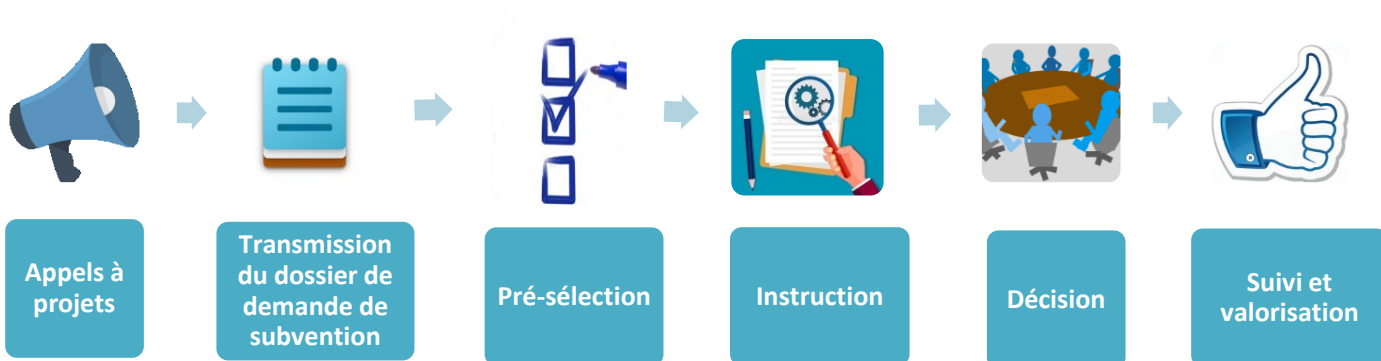 Appels à
projets
Transmission
du dossier de
demande de
subvention
Pré-sélection
Instruction
Décision
Suivi et
valorisation